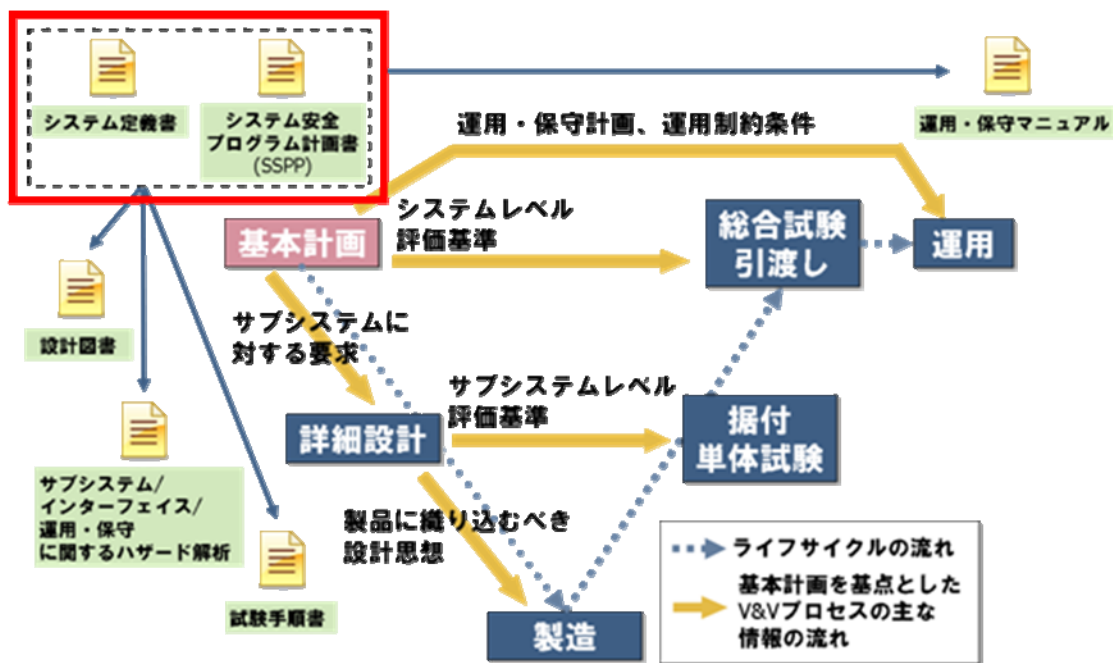 システム定義書
システム安全
プログラム計画書
(SSPP)
運用・保守マニュアル
運用・保守計画、運用制約条件
基本計画
システムレベル
評価基準
総合試験
引渡し
運用
設計図書
サブシステムに
対する要求
詳細設計
サブシステムレベル
評価基準
据付
単体試験
サブシステム/
インターフェイス/
運用・保守
に関するハザード解析
製品に織り込むべき
設計思想
試験手順書
製造
ライフサイクルの流れ
基本計画を基点とした
V&Vプロセスの主な
情報の流れ